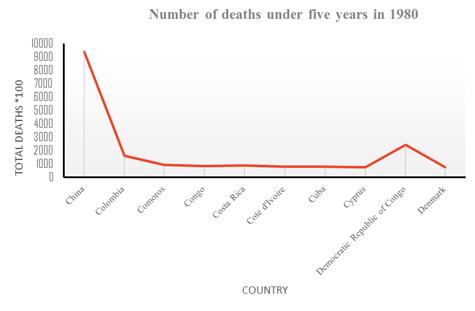 Number of deaths under five years in 1980
TOTAL DEATHS *100
10000
9000
8000
7000
6000
5000
4000
3000
2000
1000
0
China
Colombia
Comoros
Congo
Costa Rica
Cote d'Ivoire
Cuba
Cyprus
Democratic Republic of Congo
Denmark
COUNTRY